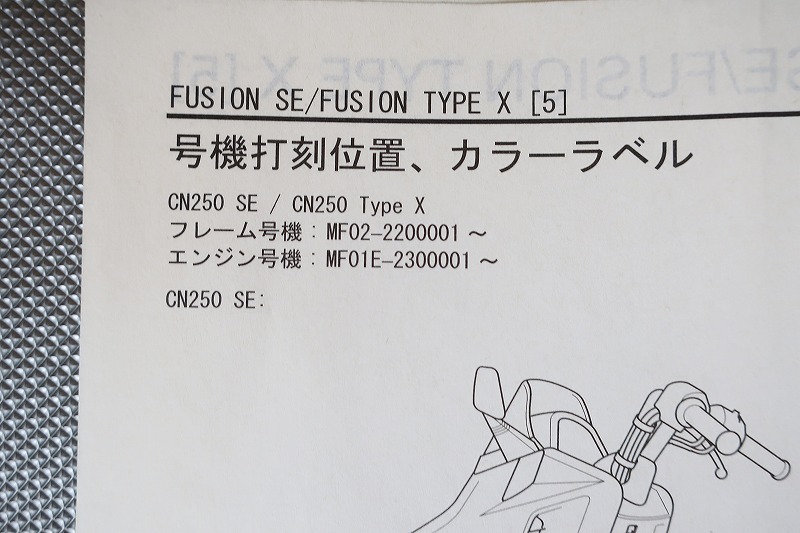 FUSION SE/FUSION TYPE X [5]
号機打刻位置、カラーラベル
CN250 SE / CN250 Type X
フレーム号機：MF02-2200001～
エンジン号機：MF01E-2300001～
CN250 SE: